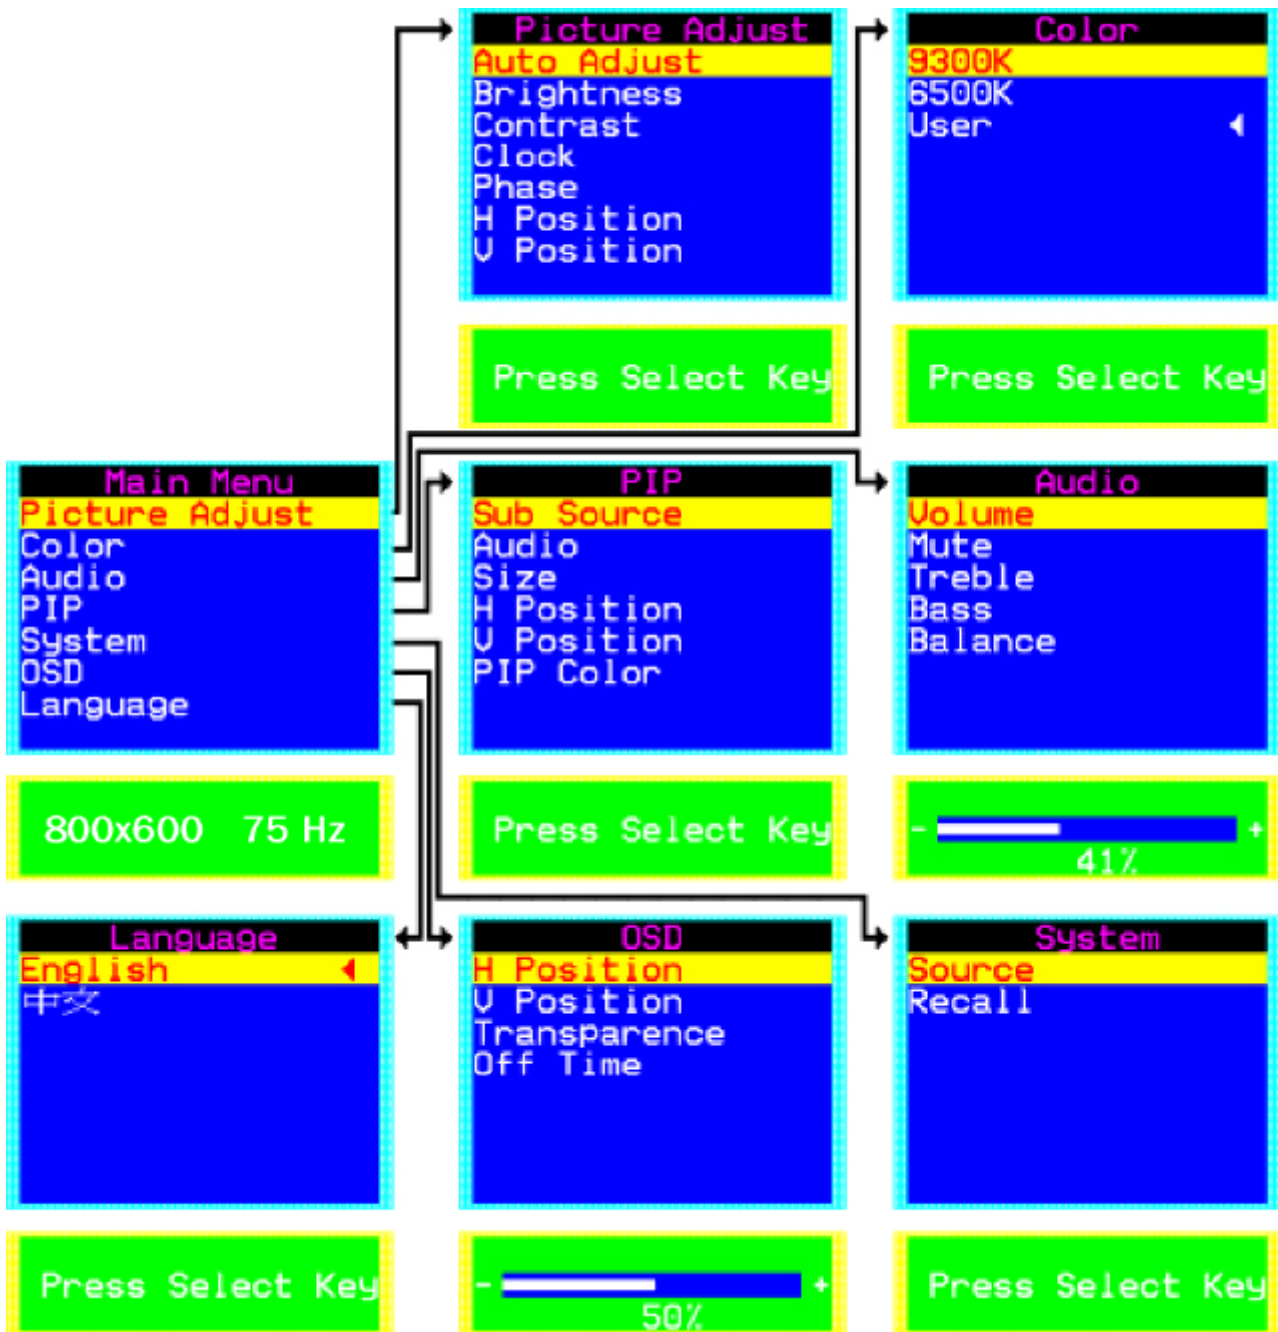 Picture Adjust
Auto Adjust
Brightness
Contrast
Clock
Phase
H Position
V Position
Press Select Key
Color
9300K
6500K
User
Press Select Key
Main Menu
Picture Adjust
Color
Audio
PIP
System
OSD
Language
800x600 75 Hz
PIP
Sub Source
Audio
Size
H Position
V Position
PIP Color
Press Select Key
Audio
Volume
Mute
Treble
Bass
Balance
- +
41%
Language
English
中文
Press Select Key
OSD
H Position
V Position
Transparence
Off Time
- +
50%
System
Source
Recall
Press Select Key